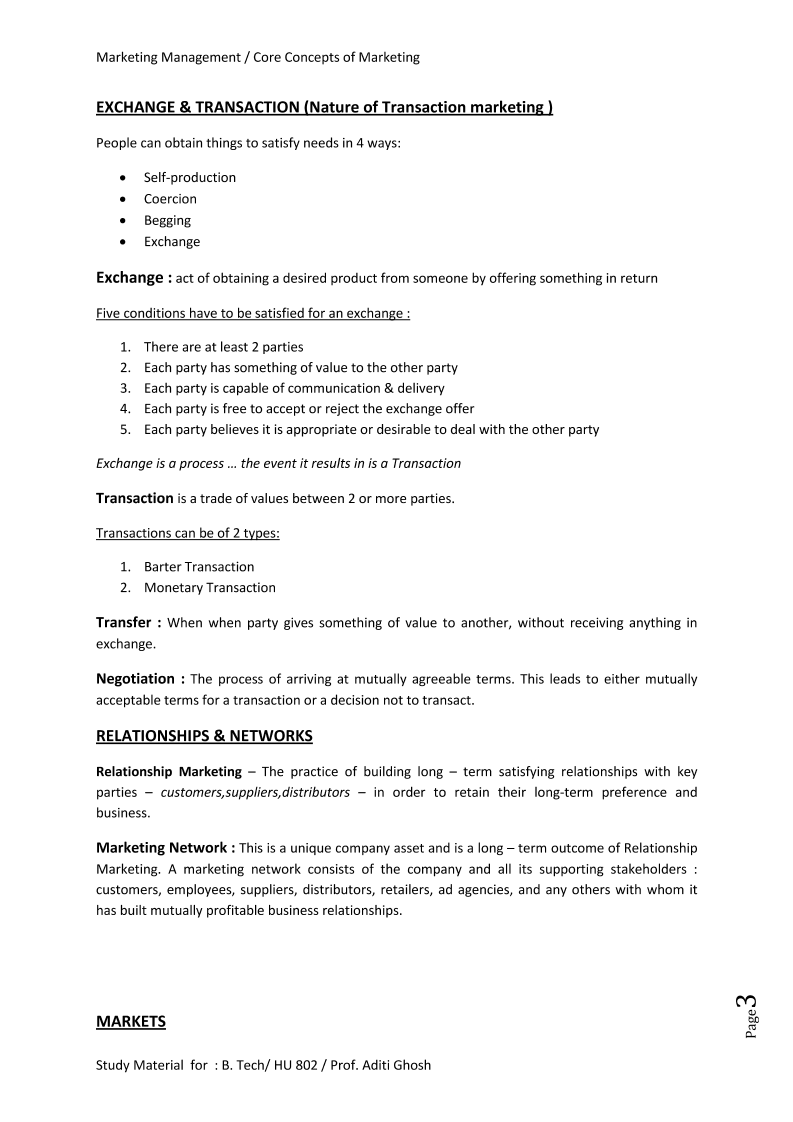 Marketing Management / Core Concepts of Marketing
EXCHANGE & TRANSACTION (Nature of Transaction marketing )
People can obtain things to satisfy needs in 4 ways:
• Self-production
• Coercion
• Begging
• Exchange
Exchange : act of obtaining a desired product from someone by offering something in return
Five conditions have to be satisfied for an exchange :
1. There are at least 2 parties
2. Each party has something of value to the other party
3. Each party is capable of communication & delivery
4. Each party is free to accept or reject the exchange offer
5. Each party believes it is appropriate or desirable to deal with the other party
Exchange is a process … the event it results in is a Transaction
Transaction is a trade of values between 2 or more parties.
Transactions can be of 2 types:
1. Barter Transaction
2. Monetary Transaction
Transfer : When when party gives something of value to another, without receiving anything in
exchange.
Negotiation : The process of arriving at mutually agreeable terms. This leads to either mutually
acceptable terms for a transaction or a decision not to transact.
RELATIONSHIPS & NETWORKS
Relationship Marketing – The practice of building long – term satisfying relationships with key
parties – customers,suppliers,distributors – in order to retain their long-term preference and
business.
Marketing Network : This is a unique company asset and is a long – term outcome of Relationship
Marketing. A marketing network consists of the company and all its supporting stakeholders :
customers, employees, suppliers, distributors, retailers, ad agencies, and any others with whom it
has built mutually profitable business relationships.
MARKETS
Page3
Study Material for : B. Tech/ HU 802 / Prof. Aditi Ghosh